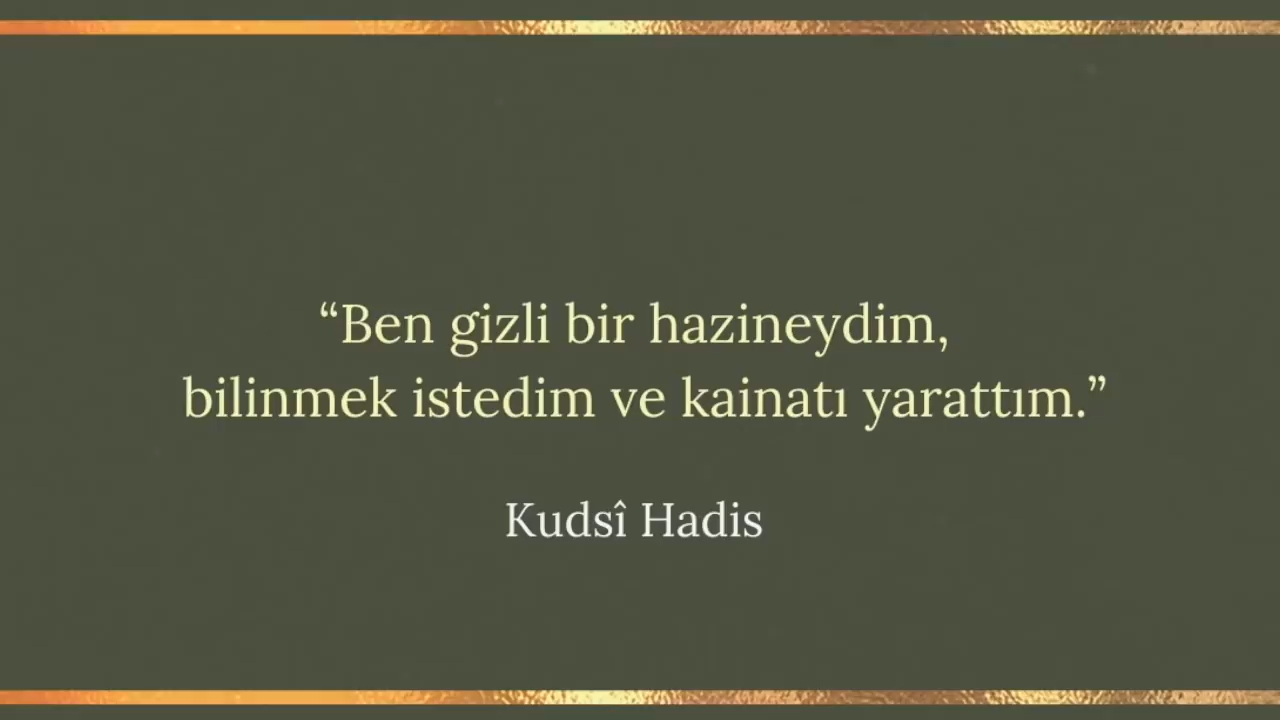 “Ben gizli bir hazineydim,
bilinmek istedim ve kainatı yarattım.”
Kudsî Hadis